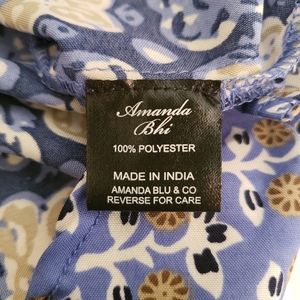 Amanda
Bhi
100% POLYESTER
MADE IN INDIA
AMANDA BLU & CO
REVERSE FOR CARE